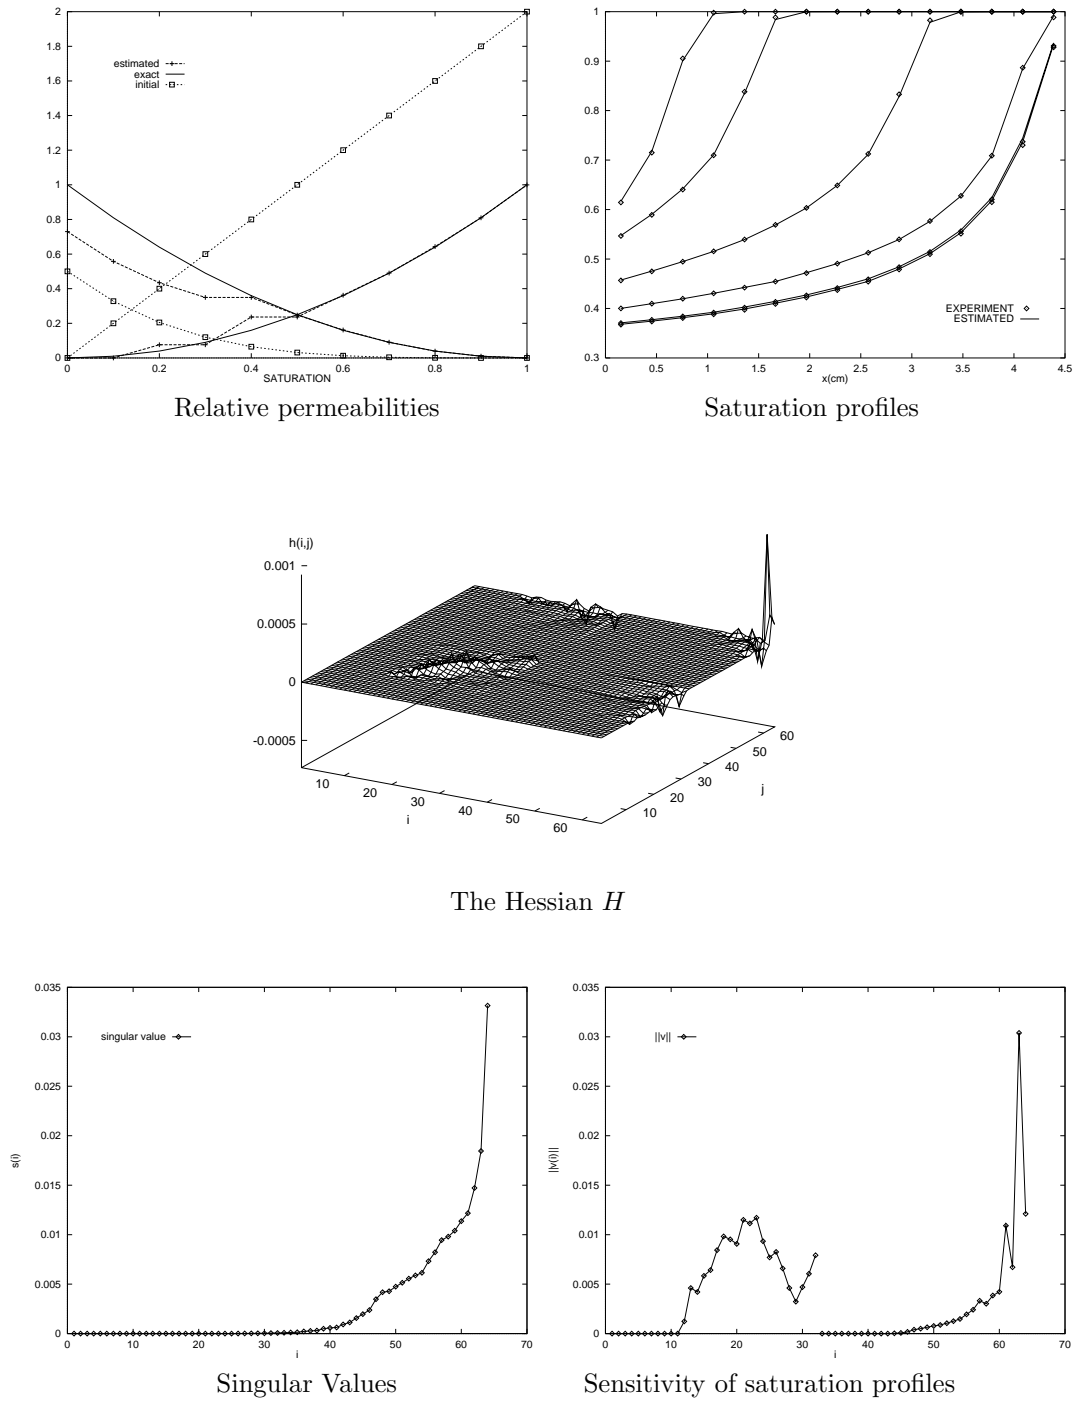 2
1.8
1.6
1.4
1.2
1
0.8
0.6
0.4
0.2
0
estimated
exact
initial
0 0.2 0.4 0.6 0.8 1
SATURATION
Relative permeabilities
1
0.9
0.8
0.7
0.6
0.5
0.4
0.3
EXPERIMENT
ESTIMATED
0 0.5 1 1.5 2 2.5 3 3.5 4 4.5
x(cm)
Saturation profiles
h(i,j)
0.001
0.0005
0
-0.0005
10 20 30 40 50 60
i
10 20 30 40 50 60
j
The Hessian H
0.035
0.03
0.025
0.02
0.015
0.01
0.005
0
s(i)
singular value
0 10 20 30 40 50 60 70
i
Singular Values
0.035
0.03
0.025
0.02
0.015
0.01
0.005
0
||v(i)||
||v||
0 10 20 30 40 50 60 70
i
Sensitivity of saturation profiles